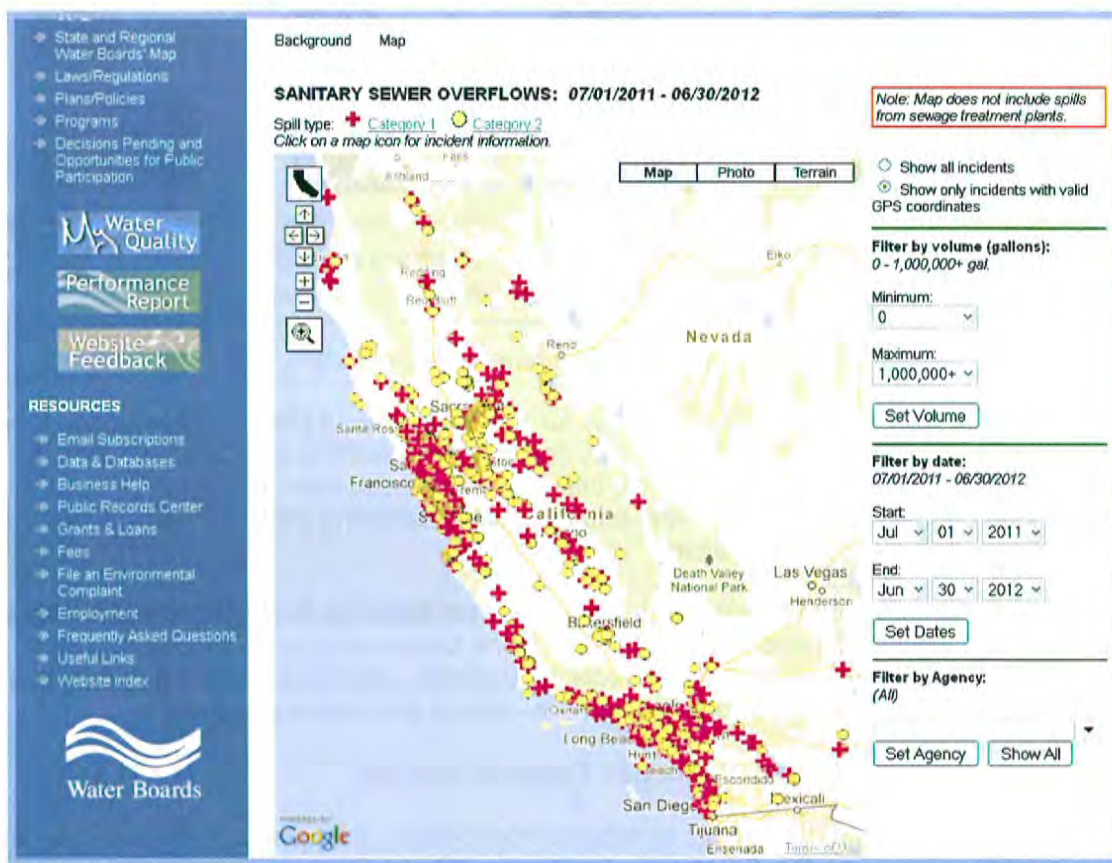 State and Regional
Water Boards' Map
Laws/Regulations
Plans/Policies
Programs
Decisions Pending and
Opportunities for Public
Participation
My Water
Quality
Performance
Report
Website
Feedback
RESOURCES
Email Subscriptions
Data & Databases
Business Help
Public Records Center
Grants & Loans
Fees
File an Environmental
Complaint
Employment
Frequently Asked Questions
Useful Links
Website Index
Water Boards
Background Map
SANITARY SEWER OVERFLOWS: 07/01/2011 - 06/30/2012
Spill type: Category 1 Category 2
Click on a map icon for incident information.
Map Photo Terrain
Ashland
Redding
Red Bluff
Elko
Reno
Nevada
Santa Rosa
Francisco
California
Death Valley
National Park
Las Vegas
Henderson
Bakersfield
Oxnard
Long Beach
Escondido
San Diego
Mexicali
Tijuana
Ensenada
Google
Terms of U
Note: Map does not include spills
from sewage treatment plants.
Show all incidents
Show only incidents with valid
GPS coordinates
Filter by volume (gallons):
0 - 1,000,000+ gal.
Minimum:
0
Maximum:
1,000,000+
Set Volume
Filter by date:
07/01/2011 - 06/30/2012
Start:
Jul 01 2011
End:
Jun 30 2012
Set Dates
Filter by Agency:
(All)
Set Agency Show All